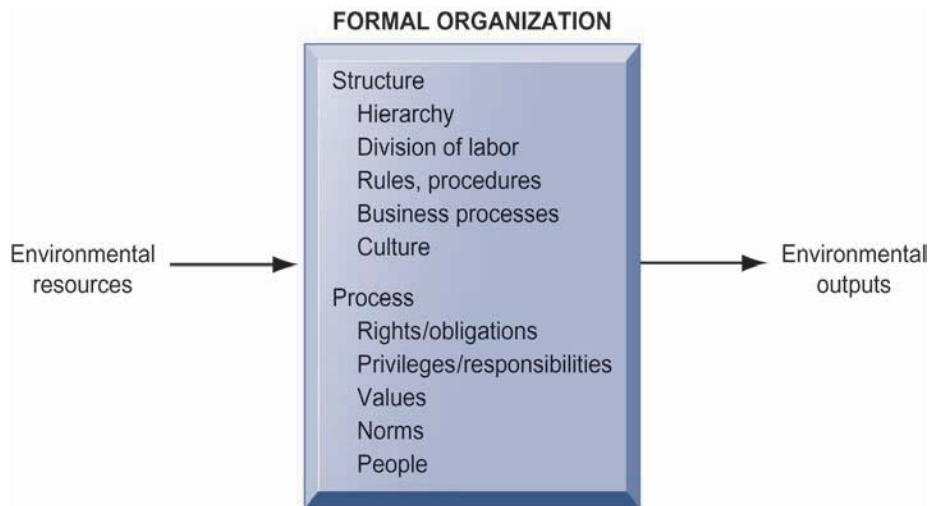 FORMAL ORGANIZATION
Structure
Hierarchy
Division of labor
Rules, procedures
Business processes
Culture
Environmental
resources
Environmental
outputs
Process
Rights/obligations
Privileges/responsibilities
Values
Norms
People